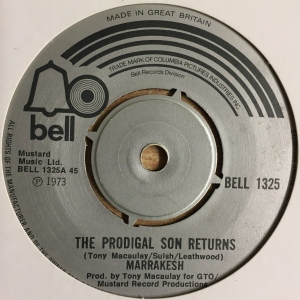 MADE IN GREAT BRITAIN
TRADE MARK OF COLUMBIA PICTURES INDUSTRIES INC.
Bell Records Division
bell
Mustard
Music Ltd.
BELL 1325A 45
Ⓟ 1973
BELL 1325
THE PRODIGAL SON RETURNS
(Tony Macaulay/Suish/Leathwood)
MARRAKESH
Prod. by Tony Macaulay for GTO/
Mustard Record Productions
ALL RIGHTS OF THE MANUFACTURER AND OF THE